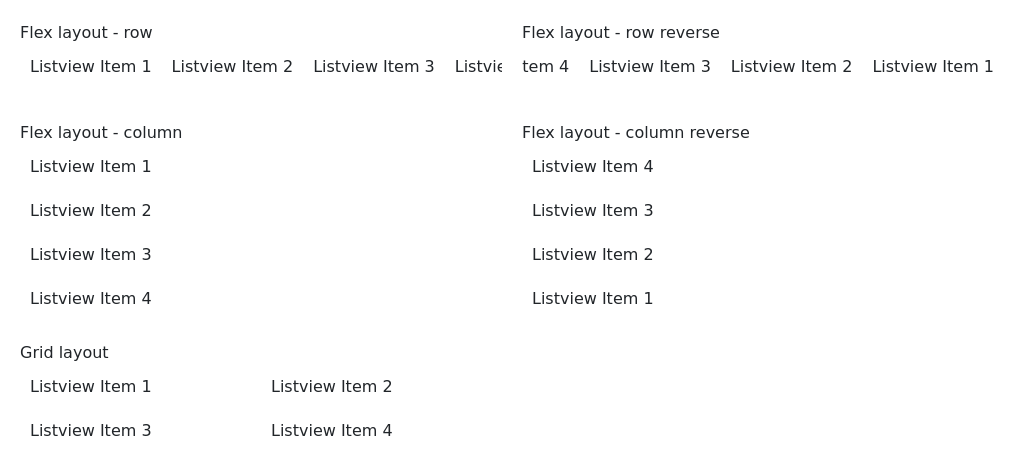 Flex layout - row
Listview Item 1 Listview Item 2 Listview Item 3 Listvie
Flex layout - row reverse
tem 4 Listview Item 3 Listview Item 2 Listview Item 1
Flex layout - column
Listview Item 1
Listview Item 2
Listview Item 3
Listview Item 4
Flex layout - column reverse
Listview Item 4
Listview Item 3
Listview Item 2
Listview Item 1
Grid layout
Listview Item 1 Listview Item 2
Listview Item 3 Listview Item 4